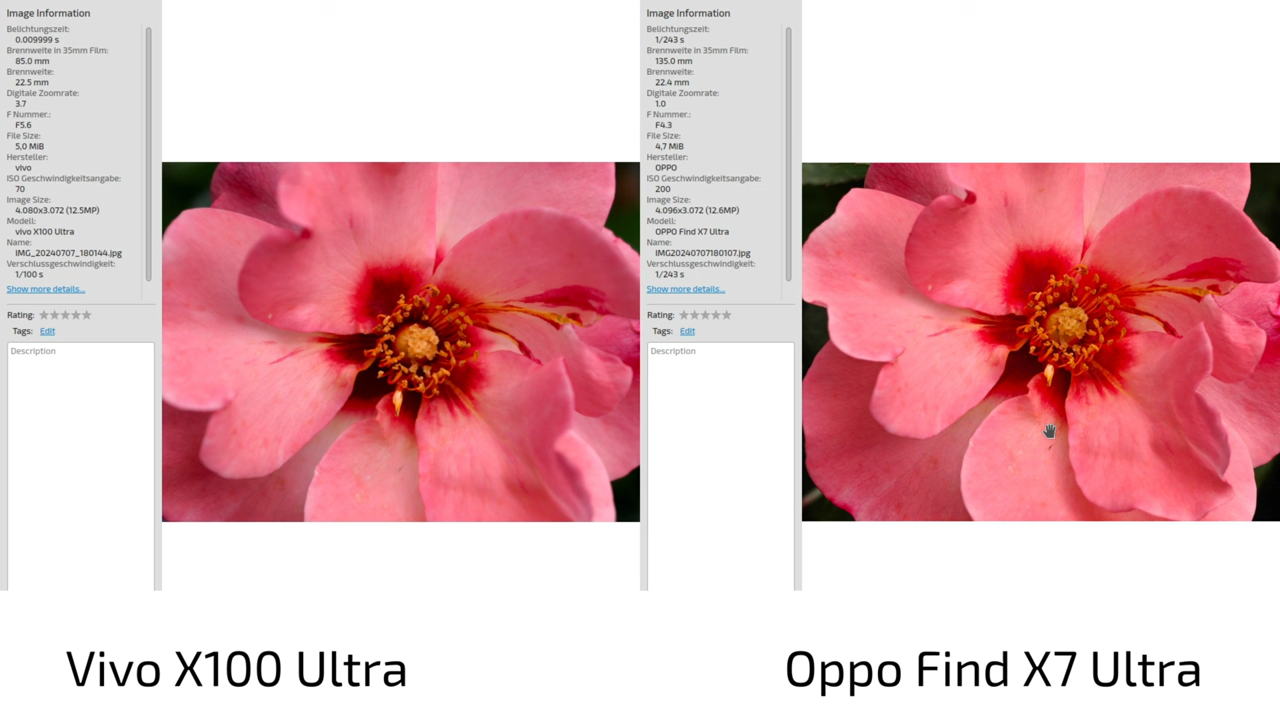 Image Information
Belichtungszeit:
0.009999 s
Brennweite in 35mm Film:
85.0 mm
Brennweite:
22.5 mm
Digitale Zoomrate:
3.7
F Nummer.:
F5.6
File Size:
5,0 MiB
Hersteller:
vivo
ISO Geschwindigkeitsangabe:
70
Image Size:
4.080x3.072 (12.5MP)
Modell:
vivo X100 Ultra
Name:
IMG_20240707_180144.jpg
Verschlussgeschwindigkeit:
1/100 s
Show more details...
Rating:
Tags: Edit
Description
Image Information
Belichtungszeit:
1/243 s
Brennweite in 35mm Film:
135.0 mm
Brennweite:
22.4 mm
Digitale Zoomrate:
1.0
F Nummer.:
F4.3
File Size:
4,7 MiB
Hersteller:
OPPO
ISO Geschwindigkeitsangabe:
200
Image Size:
4.096x3.072 (12.6MP)
Modell:
OPPO Find X7 Ultra
Name:
IMG20240707180107.jpg
Verschlussgeschwindigkeit:
1/243 s
Show more details...
Rating:
Tags: Edit
Description
Vivo X100 Ultra
Oppo Find X7 Ultra